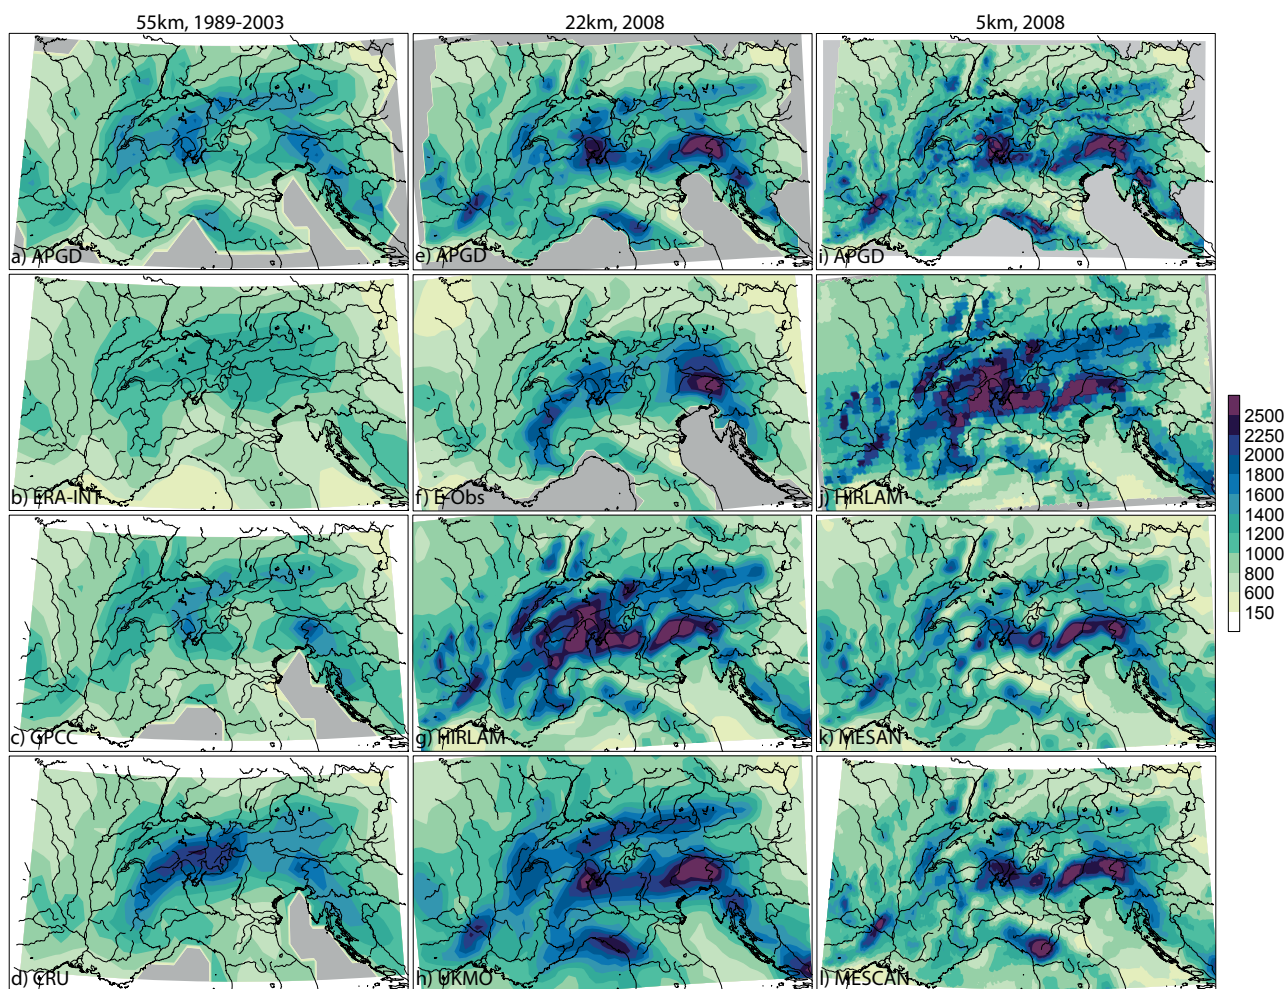 55km, 1989-2003
22km, 2008
5km, 2008
a) APGD
e) APGD
i) APGD
b) ERA-INT
f) E-Obs
j) HIRLAM
c) GPCC
g) HIRLAM
k) MESAN
d) CRU
h) UKMO
l) MESCAN
2500
2250
2000
1800
1600
1400
1200
1000
800
600
150